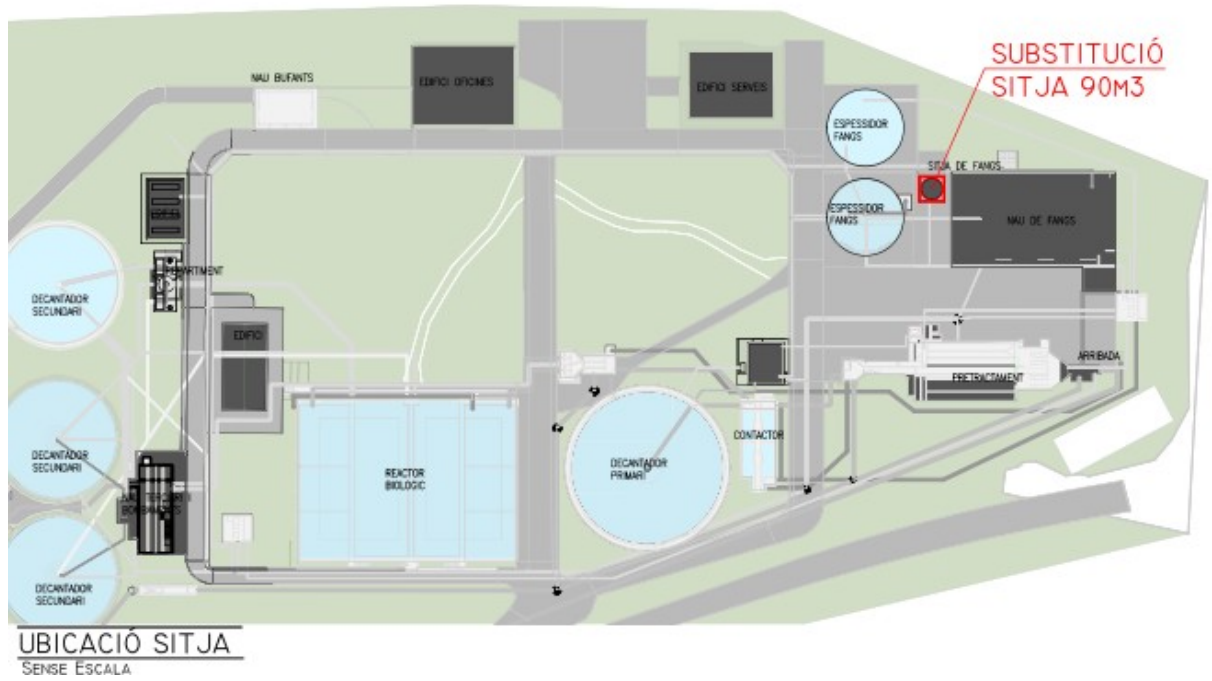 SUBSTITUCIÓ
SITJA 90M3
NAU BUFANTS
EDIFICI OFICINES
EDIFICI SERVEIS
ESPESSIDOR
FANGS
SITJA DE FANGS
ESPESSIDOR
FANGS
NAU DE FANGS
DECANTADOR
SECUNDARI
EDIFICI
ARRIBADA
PRETRACTAMENT
CONTACTOR
DECANTADOR
PRIMARI
REACTOR
BIOLOGIC
DECANTADOR
SECUNDARI
DECANTADOR
SECUNDARI
UBICACIÓ SITJA
SENSE ESCALA